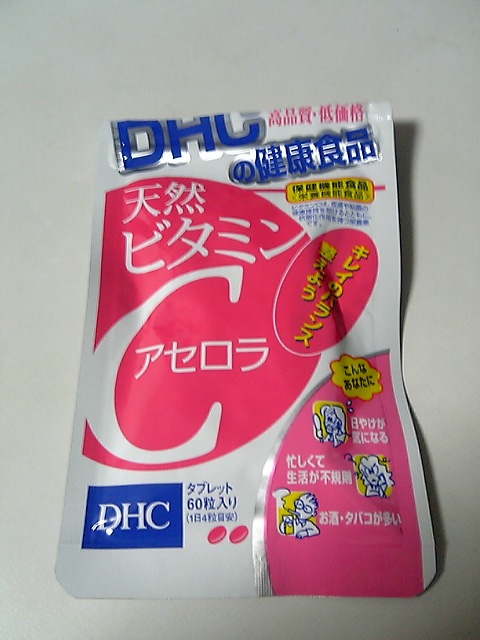 高品質・低価格
DHC
の健康食品
保健機能食品
(栄養機能食品)
天然
ビタミン
C
アセロラ
キレイのバランス
整えよう
こんな
あなたに
日やけが
気になる
忙しくて
生活が不規則
お酒・タバコが多い
DHC
タブレット
60粒入り
(1日4粒目安)